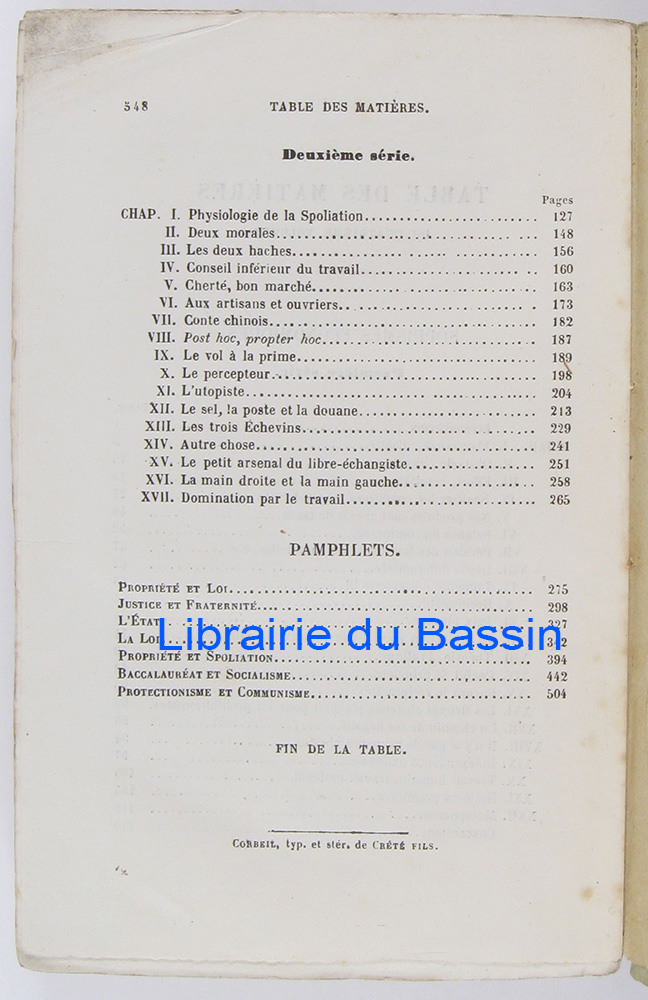 548 TABLE DES MATIÈRES.
Deuxième série.
Pages
CHAP. I. Physiologie de la Spoliation........................ 127
II. Deux morales........................ 148
III. Les deux haches........................ 156
IV. Conseil inférieur du travail........................ 160
V. Cherté, bon marché........................ 163
VI. Aux artisans et ouvriers........................ 173
VII. Conte chinois........................ 182
VIII. Post hoc, propter hoc........................ 187
IX. Le vol à la prime........................ 189
X. Le percepteur........................ 198
XI. L'utopiste........................ 204
XII. Le sel, la poste et la douane........................ 213
XIII. Les trois Échevins........................ 229
XIV. Autre chose........................ 241
XV. Le petit arsenal du libre-échangiste........................ 251
XVI. La main droite et la main gauche........................ 258
XVII. Domination par le travail........................ 265
PAMPHLETS.
PROPRIÉTÉ ET LOI........................ 275
JUSTICE ET FRATERNITÉ........................ 298
L'ÉTAT........................ 327
LA LOI........................
Librairie du Bassin
PROPRIÉTÉ ET SPOLIATION........................ 394
BACCALAURÉAT ET SOCIALISME........................ 442
PROTECTIONISME ET COMMUNISME........................ 504
FIN DE LA TABLE.
CORBEIL, typ. et stér. de CRÉTÉ FILS.